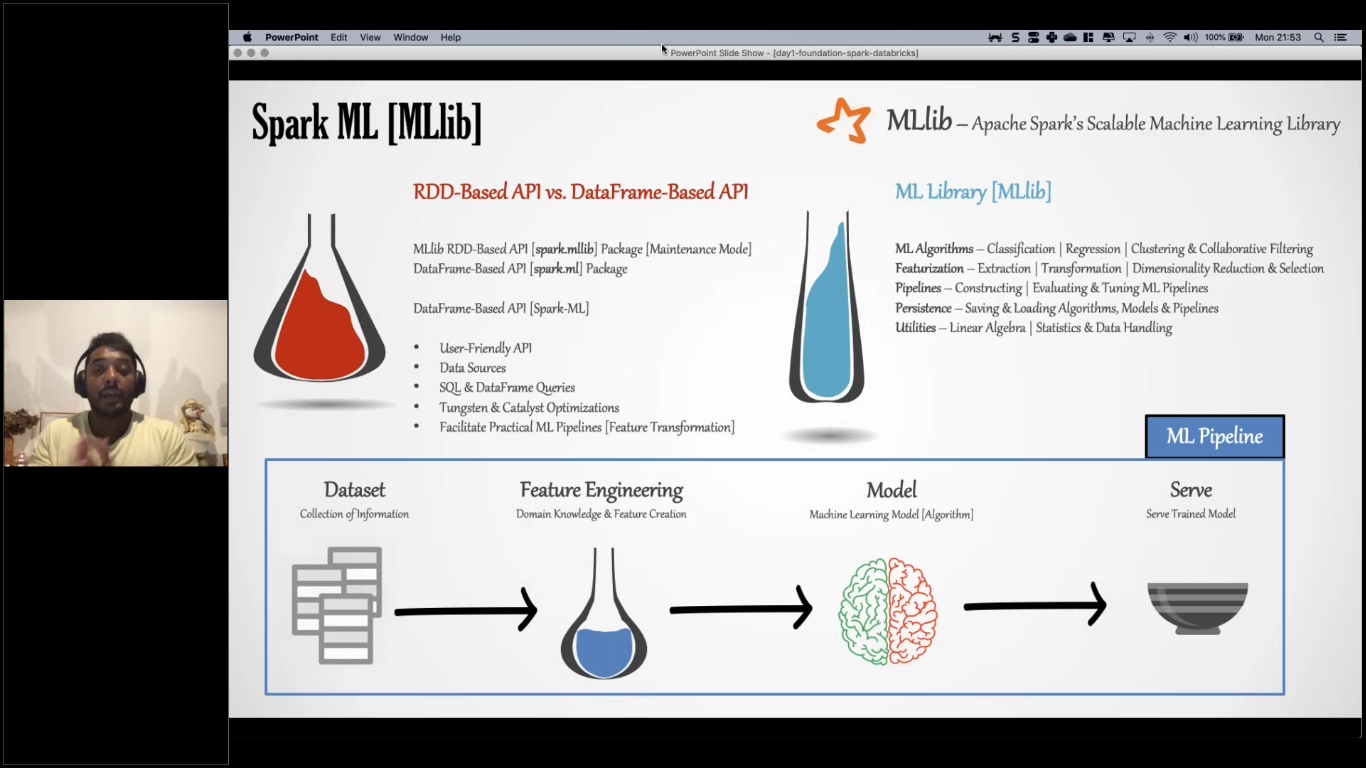 PowerPoint Edit View Window Help 100% Mon 21:53
PowerPoint Slide Show - [day1-foundation-spark-databricks]
Spark ML [MLlib]
MLlib – Apache Spark's Scalable Machine Learning Library
RDD-Based API vs. DataFrame-Based API
MLlib RDD-Based API [spark.mllib] Package [Maintenance Mode]
DataFrame-Based API [spark.ml] Package
DataFrame-Based API [Spark-ML]
• User-Friendly API
• Data Sources
• SQL & DataFrame Queries
• Tungsten & Catalyst Optimizations
• Facilitate Practical ML Pipelines [Feature Transformation]
ML Library [MLlib]
ML Algorithms – Classification | Regression | Clustering & Collaborative Filtering
Featurization – Extraction | Transformation | Dimensionality Reduction & Selection
Pipelines – Constructing | Evaluating & Tuning ML Pipelines
Persistence – Saving & Loading Algorithms, Models & Pipelines
Utilities – Linear Algebra | Statistics & Data Handling
ML Pipeline
Dataset
Collection of Information
Feature Engineering
Domain Knowledge & Feature Creation
Model
Machine Learning Model [Algorithm]
Serve
Serve Trained Model